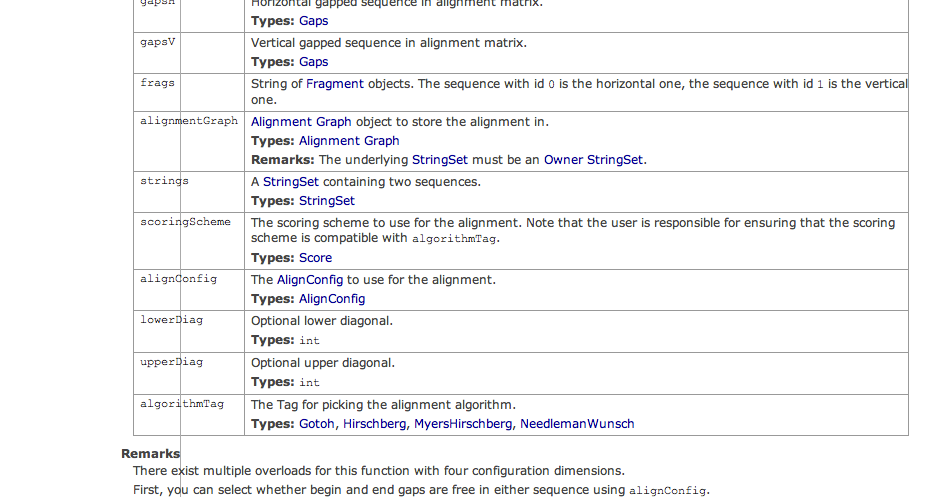 gapsH Horizontal gapped sequence in alignment matrix.
Types: Gaps
gapsV Vertical gapped sequence in alignment matrix.
Types: Gaps
frags String of Fragment objects. The sequence with id 0 is the horizontal one, the sequence with id 1 is the vertical
one.
alignmentGraph Alignment Graph object to store the alignment in.
Types: Alignment Graph
Remarks: The underlying StringSet must be an Owner StringSet.
strings A StringSet containing two sequences.
Types: StringSet
scoringScheme The scoring scheme to use for the alignment. Note that the user is responsible for ensuring that the scoring
scheme is compatible with algorithmTag.
Types: Score
alignConfig The AlignConfig to use for the alignment.
Types: AlignConfig
lowerDiag Optional lower diagonal.
Types: int
upperDiag Optional upper diagonal.
Types: int
algorithmTag The Tag for picking the alignment algorithm.
Types: Gotoh, Hirschberg, MyersHirschberg, NeedlemanWunsch
Remarks
There exist multiple overloads for this function with four configuration dimensions.
First, you can select whether begin and end gaps are free in either sequence using alignConfig.